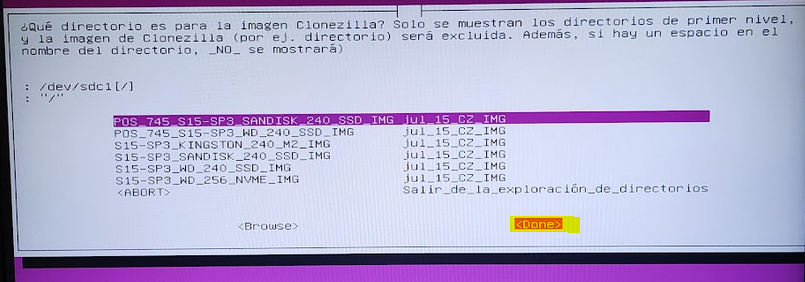 ¿Qué directorio es para la imagen Clonezilla? Solo se muestran los directorios de primer nivel,
y la imagen de Clonezilla (por ej. directorio) será excluida. Además, si hay un espacio en el
nombre del directorio, _NO_ se mostrará)
: /dev/sdc1[/]
: "/"
POS_745_S15-SP3_SANDISK_240_SSD_IMG jul_15_CZ_IMG
POS_745_S15-SP3_WD_240_SSD_IMG jul_15_CZ_IMG
S15-SP3_KINGSTON_240_M2_IMG jul_15_CZ_IMG
S15-SP3_SANDISK_240_SSD_IMG jul_15_CZ_IMG
S15-SP3_WD_240_SSD_IMG jul_15_CZ_IMG
S15-SP3_WD_256_NVME_IMG jul_15_CZ_IMG
<ABORT> Salir_de_la_exploración_de_directorios
<Browse> <Done>